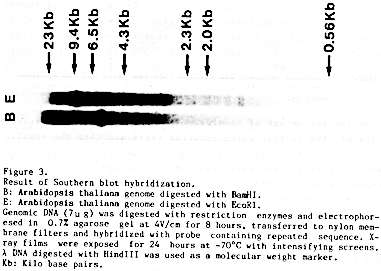 23Kb
9.4Kb
6.5Kb
4.3Kb
2.3Kb
2.0Kb
0.56Kb
E
B
Figure 3.
Result of Southern blot hybridization.
B: Arabidopsis thaliana genome digested with BamHI.
E: Arabidopsis thaliana genome digested with EcoRI.
Genomic DNA (7μg) was digested with restriction enzymes and electrophor-
esed in 0.7% agarose gel at 4V/cm for 8 hours, transferred to nylon mem-
brane filters and hybridized with probe containing repeated sequence. X-
ray films were exposed for 24 hours at -70°C with intensifying screens.
λ DNA digested with HindIII was used as a molecular weight marker.
Kb: Kilo base pairs.